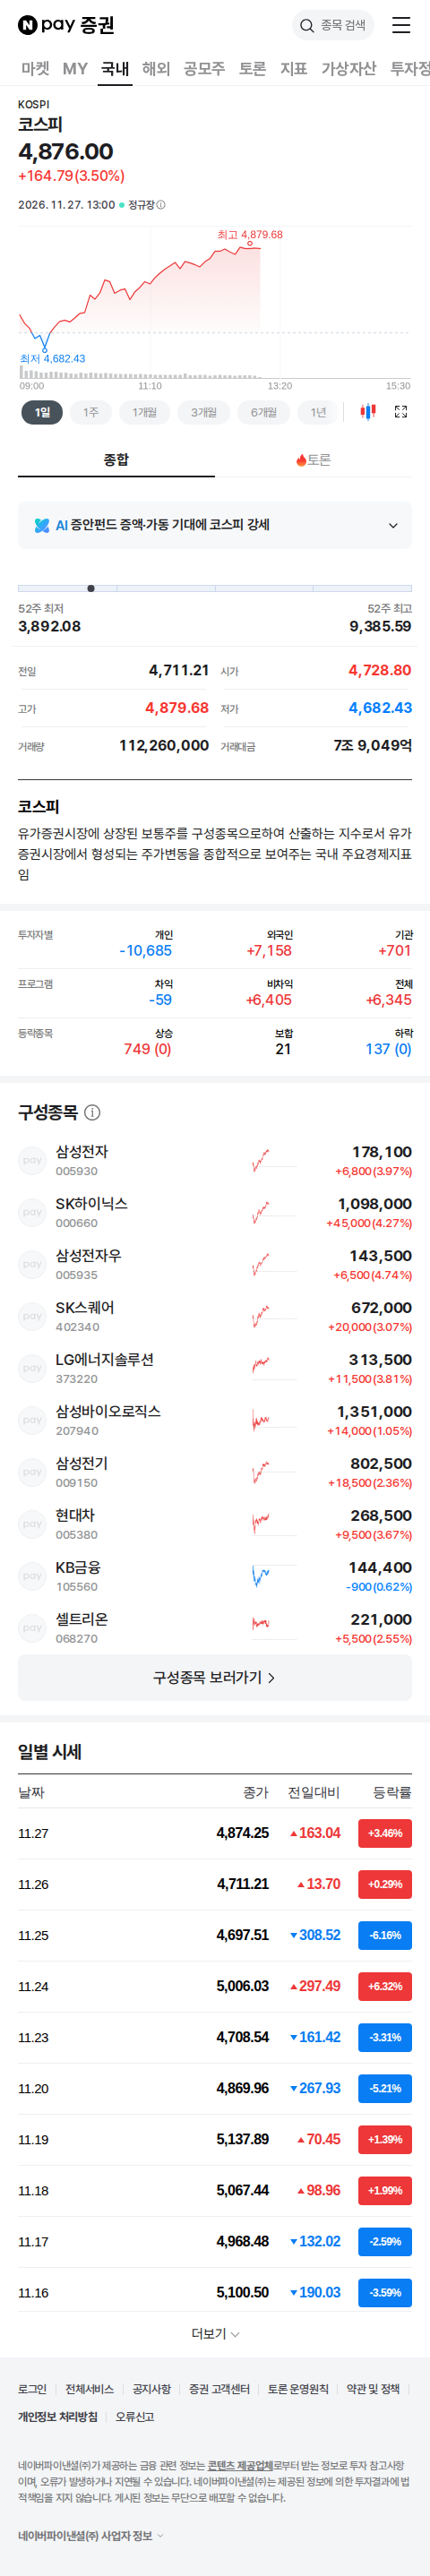 N pay 증권
종목 검색
마켓 MY 국내 해외 공모주 토론 지표 가상자산 투자정
KOSPI
코스피
4,876.00
+164.79(3.50%)
2026. 11. 27. 13:00 정규장
최고 4,879.68
최저 4,682.43
09:00 11:10 13:20 15:30
1일 1주 1개월 3개월 6개월 1년
종합 토론
AI 증안펀드 증액·가동 기대에 코스피 강세
52주 최저 52주 최고
3,892.08 9,385.59
전일 4,711.21 시가 4,728.80
고가 4,879.68 저가 4,682.43
거래량 112,260,000 거래대금 7조 9,049억
코스피
유가증권시장에 상장된 보통주를 구성종목으로하여 산출하는 지수로서 유가
증권시장에서 형성되는 주가변동을 종합적으로 보여주는 국내 주요경제지표
임
투자자별 개인 외국인 기관
-10,685 +7,158 +701
프로그램 차익 비차익 전체
-59 +6,405 +6,345
등락종목 상승 보합 하락
749 (0) 21 137 (0)
구성종목
pay 삼성전자 178,100
005930 +6,800(3.97%)
pay SK하이닉스 1,098,000
000660 +45,000(4.27%)
pay 삼성전자우 143,500
005935 +6,500(4.74%)
pay SK스퀘어 672,000
402340 +20,000(3.07%)
pay LG에너지솔루션 313,500
373220 +11,500(3.81%)
pay 삼성바이오로직스 1,351,000
207940 +14,000(1.05%)
pay 삼성전기 802,500
009150 +18,500(2.36%)
pay 현대차 268,500
005380 +9,500(3.67%)
pay KB금융 144,400
105560 -900(0.62%)
pay 셀트리온 221,000
068270 +5,500(2.55%)
구성종목 보러가기
일별 시세
날짜 종가 전일대비 등락률
11.27 4,874.25 ▲163.04 +3.46%
11.26 4,711.21 ▲13.70 +0.29%
11.25 4,697.51 ▼308.52 -6.16%
11.24 5,006.03 ▲297.49 +6.32%
11.23 4,708.54 ▼161.42 -3.31%
11.20 4,869.96 ▼267.93 -5.21%
11.19 5,137.89 ▲70.45 +1.39%
11.18 5,067.44 ▲98.96 +1.99%
11.17 4,968.48 ▼132.02 -2.59%
11.16 5,100.50 ▼190.03 -3.59%
더보기
로그인 전체서비스 공지사항 증권 고객센터 토론 운영원칙 약관 및 정책
개인정보 처리방침 오류신고
네이버파이낸셜㈜가 제공하는 금융 관련 정보는 콘텐츠 제공업체로부터 받는 정보로 투자 참고사항
이며, 오류가 발생하거나 지연될 수 있습니다. 네이버파이낸셜㈜는 제공된 정보에 의한 투자결과에 법
적책임을 지지 않습니다. 게시된 정보는 무단으로 배포할 수 없습니다.
네이버파이낸셜㈜ 사업자 정보